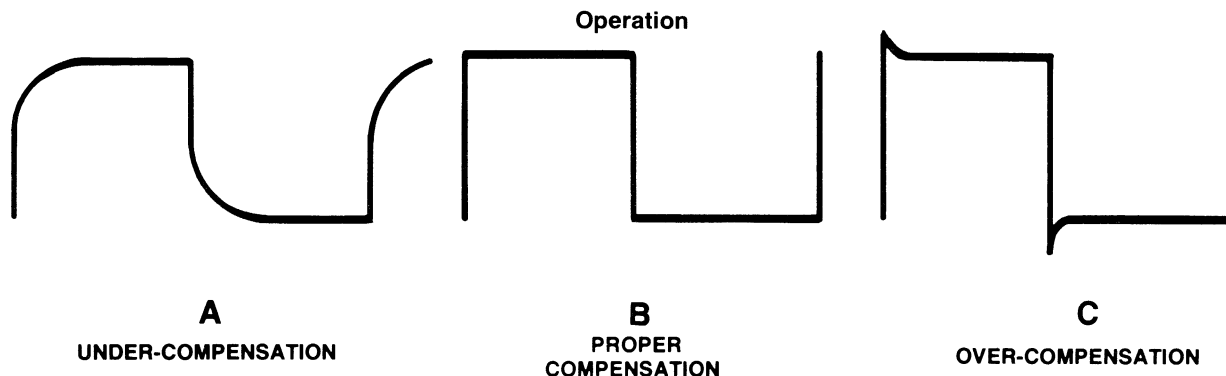 Operation
A
UNDER-COMPENSATION
B
PROPER
COMPENSATION
C
OVER-COMPENSATION